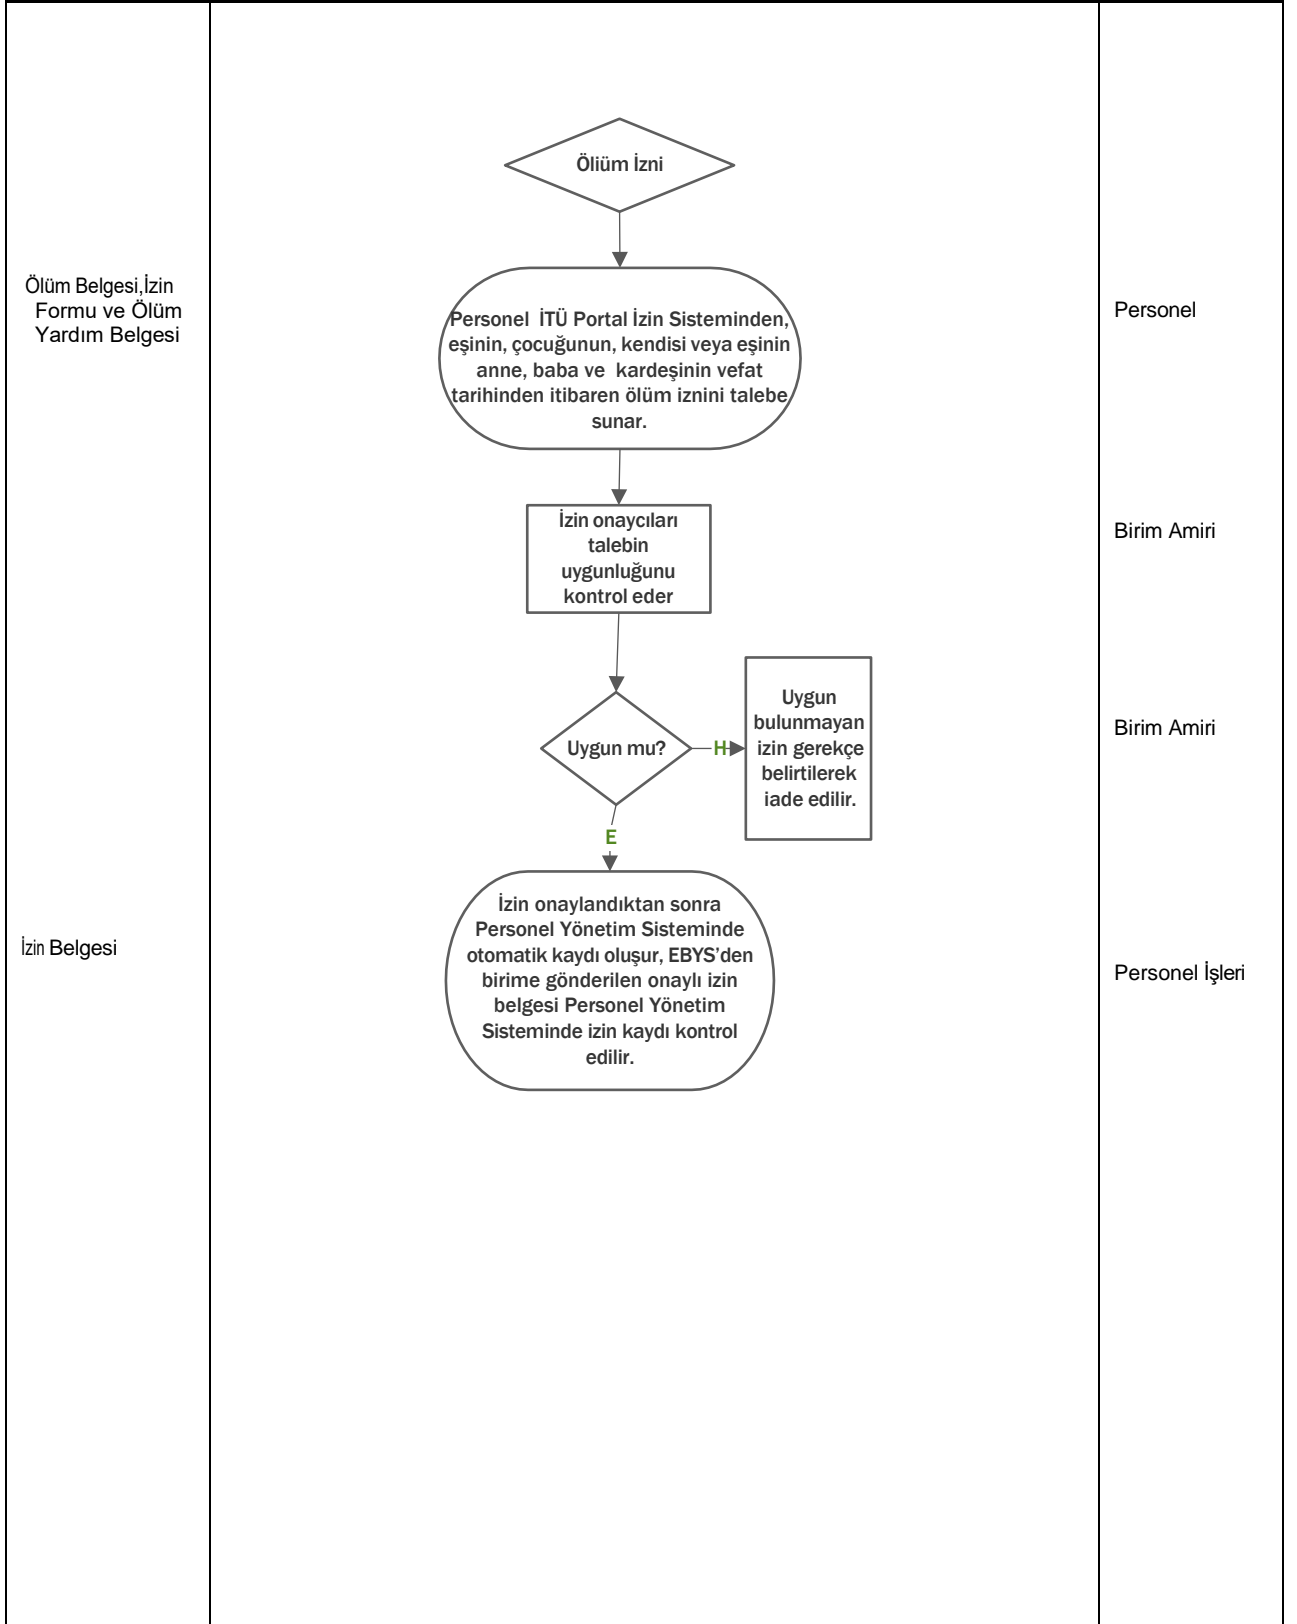 Öliüm İzni
Ölüm Belgesi,İzin
Formu ve Ölüm
Yardım Belgesi
Personel İTÜ Portal İzin Sisteminden,
eşinin, çocuğunun, kendisi veya eşinin
anne, baba ve kardeşinin vefat
tarihinden itibaren ölüm iznini talebe
sunar.
Personel
İzin onaycıları
talebin
uygunluğunu
kontrol eder
Birim Amiri
Uygun mu?
H
Uygun
bulunmayan
izin gerekçe
belirtilerek
iade edilir.
Birim Amiri
E
İzin Belgesi
İzin onaylandıktan sonra
Personel Yönetim Sisteminde
otomatik kaydı oluşur, EBYS’den
birime gönderilen onaylı izin
belgesi Personel Yönetim
Sisteminde izin kaydı kontrol
edilir.
Personel İşleri